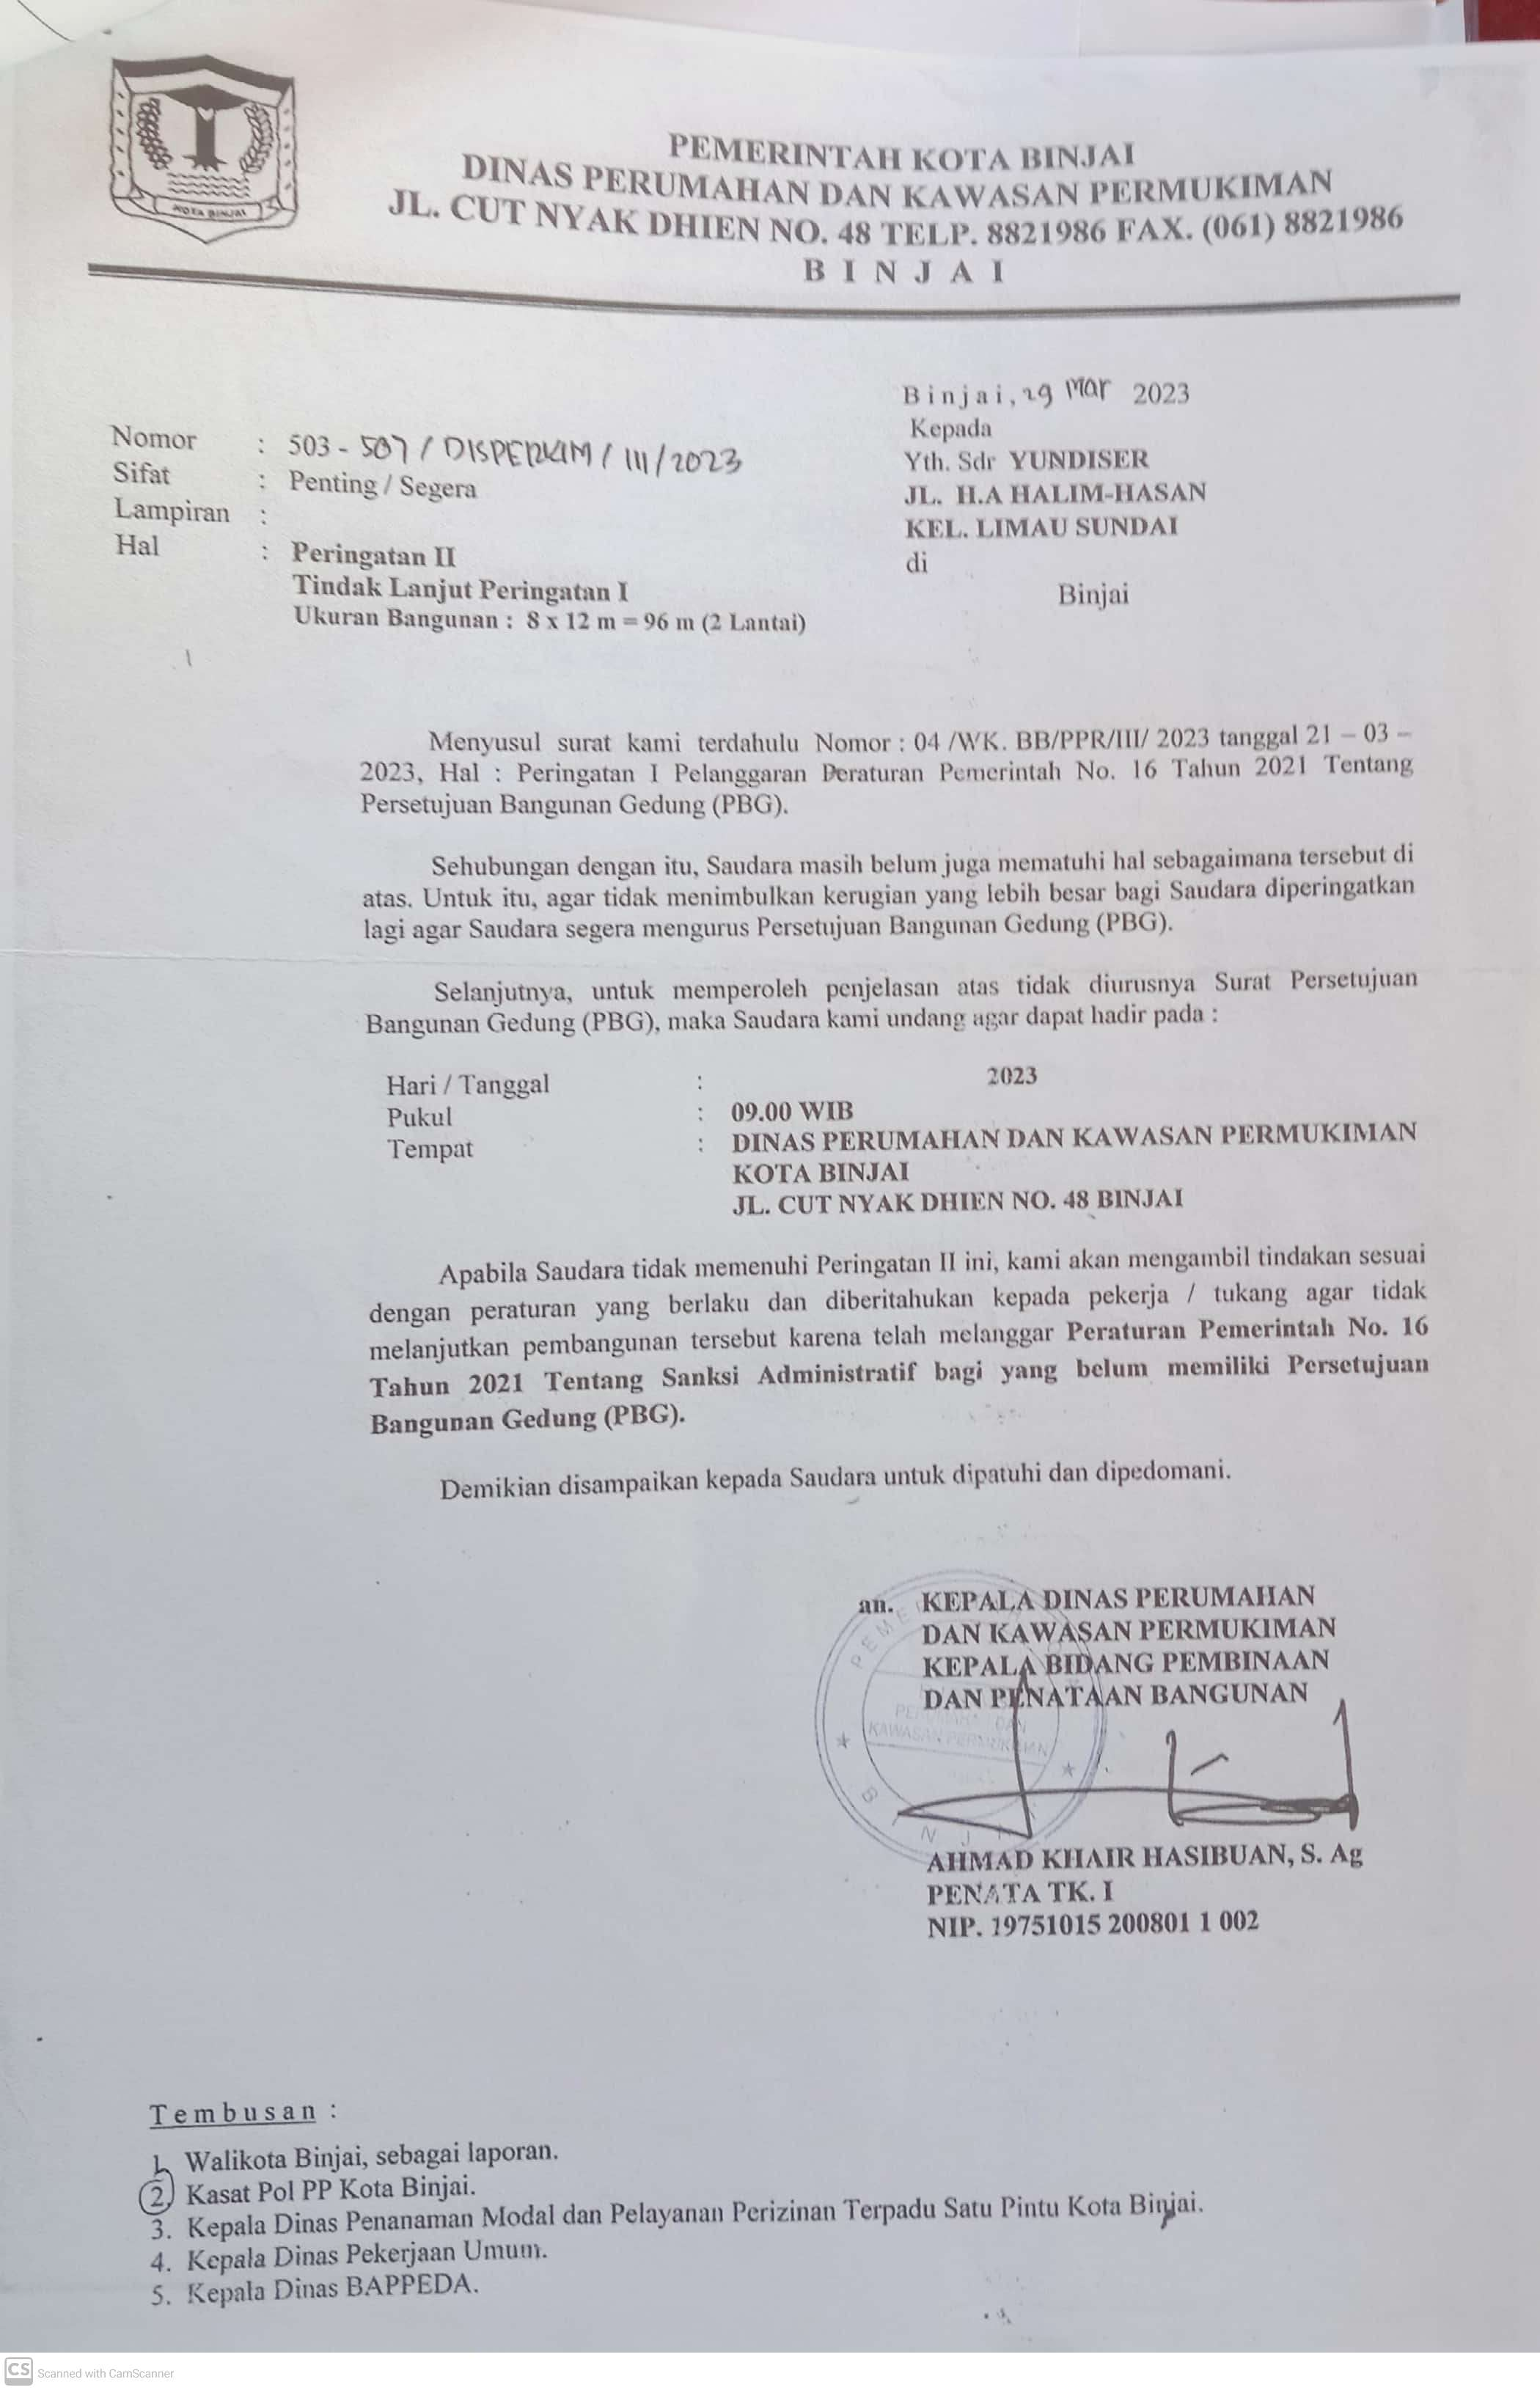 KOTA BINJAI
PEMERINTAH KOTA BINJAI
DINAS PERUMAHAN DAN KAWASAN PERMUKIMAN
JL. CUT NYAK DHIEN NO. 48 TELP. 8821986 FAX. (061) 8821986
B I N J A I
Binjai, 29 Mar 2023
Kepada
Yth. Sdr YUNDISER
JL. H.A HALIM-HASAN
KEL. LIMAU SUNDAI
di
Binjai
Nomor : 503 - 507 / DISPERKIM / III / 2023
Sifat : Penting / Segera
Lampiran :
Hal : Peringatan II
Tindak Lanjut Peringatan I
Ukuran Bangunan : 8 x 12 m = 96 m (2 Lantai)
Menyusul surat kami terdahulu Nomor : 04 /WK. BB/PPR/III/ 2023 tanggal 21 – 03 –
2023, Hal : Peringatan I Pelanggaran Peraturan Pemerintah No. 16 Tahun 2021 Tentang
Persetujuan Bangunan Gedung (PBG).
Sehubungan dengan itu, Saudara masih belum juga mematuhi hal sebagaimana tersebut di
atas. Untuk itu, agar tidak menimbulkan kerugian yang lebih besar bagi Saudara diperingatkan
lagi agar Saudara segera mengurus Persetujuan Bangunan Gedung (PBG).
Selanjutnya, untuk memperoleh penjelasan atas tidak diurusnya Surat Persetujuan
Bangunan Gedung (PBG), maka Saudara kami undang agar dapat hadir pada :
Hari / Tanggal : 2023
Pukul : 09.00 WIB
Tempat : DINAS PERUMAHAN DAN KAWASAN PERMUKIMAN
KOTA BINJAI
JL. CUT NYAK DHIEN NO. 48 BINJAI
Apabila Saudara tidak memenuhi Peringatan II ini, kami akan mengambil tindakan sesuai
dengan peraturan yang berlaku dan diberitahukan kepada pekerja / tukang agar tidak
melanjutkan pembangunan tersebut karena telah melanggar Peraturan Pemerintah No. 16
Tahun 2021 Tentang Sanksi Administratif bagi yang belum memiliki Persetujuan
Bangunan Gedung (PBG).
Demikian disampaikan kepada Saudara untuk dipatuhi dan dipedomani.
an. KEPALA DINAS PERUMAHAN
DAN KAWASAN PERMUKIMAN
KEPALA BIDANG PEMBINAAN
DAN PENATAAN BANGUNAN
DAN
KAWASAN PERMUKIMAN
AHMAD KHAIR HASIBUAN, S. Ag
PENATA TK. I
NIP. 19751015 200801 1 002
Tembusan :
1. Walikota Binjai, sebagai laporan.
2. Kasat Pol PP Kota Binjai.
3. Kepala Dinas Penanaman Modal dan Pelayanan Perizinan Terpadu Satu Pintu Kota Binjai.
4. Kepala Dinas Pekerjaan Umum.
5. Kepala Dinas BAPPEDA.
CS Scanned with CamScanner